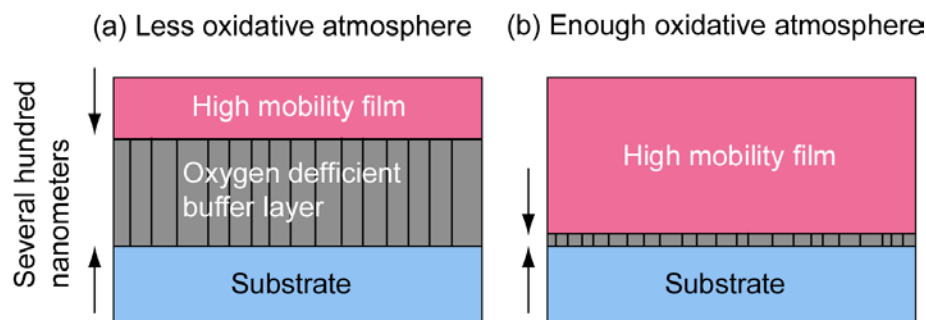 (a) Less oxidative atmosphere
(b) Enough oxidative atmosphere
Several hundred
nanometers
High mobility film
Oxygen defficient
buffer layer
Substrate
High mobility film
Substrate